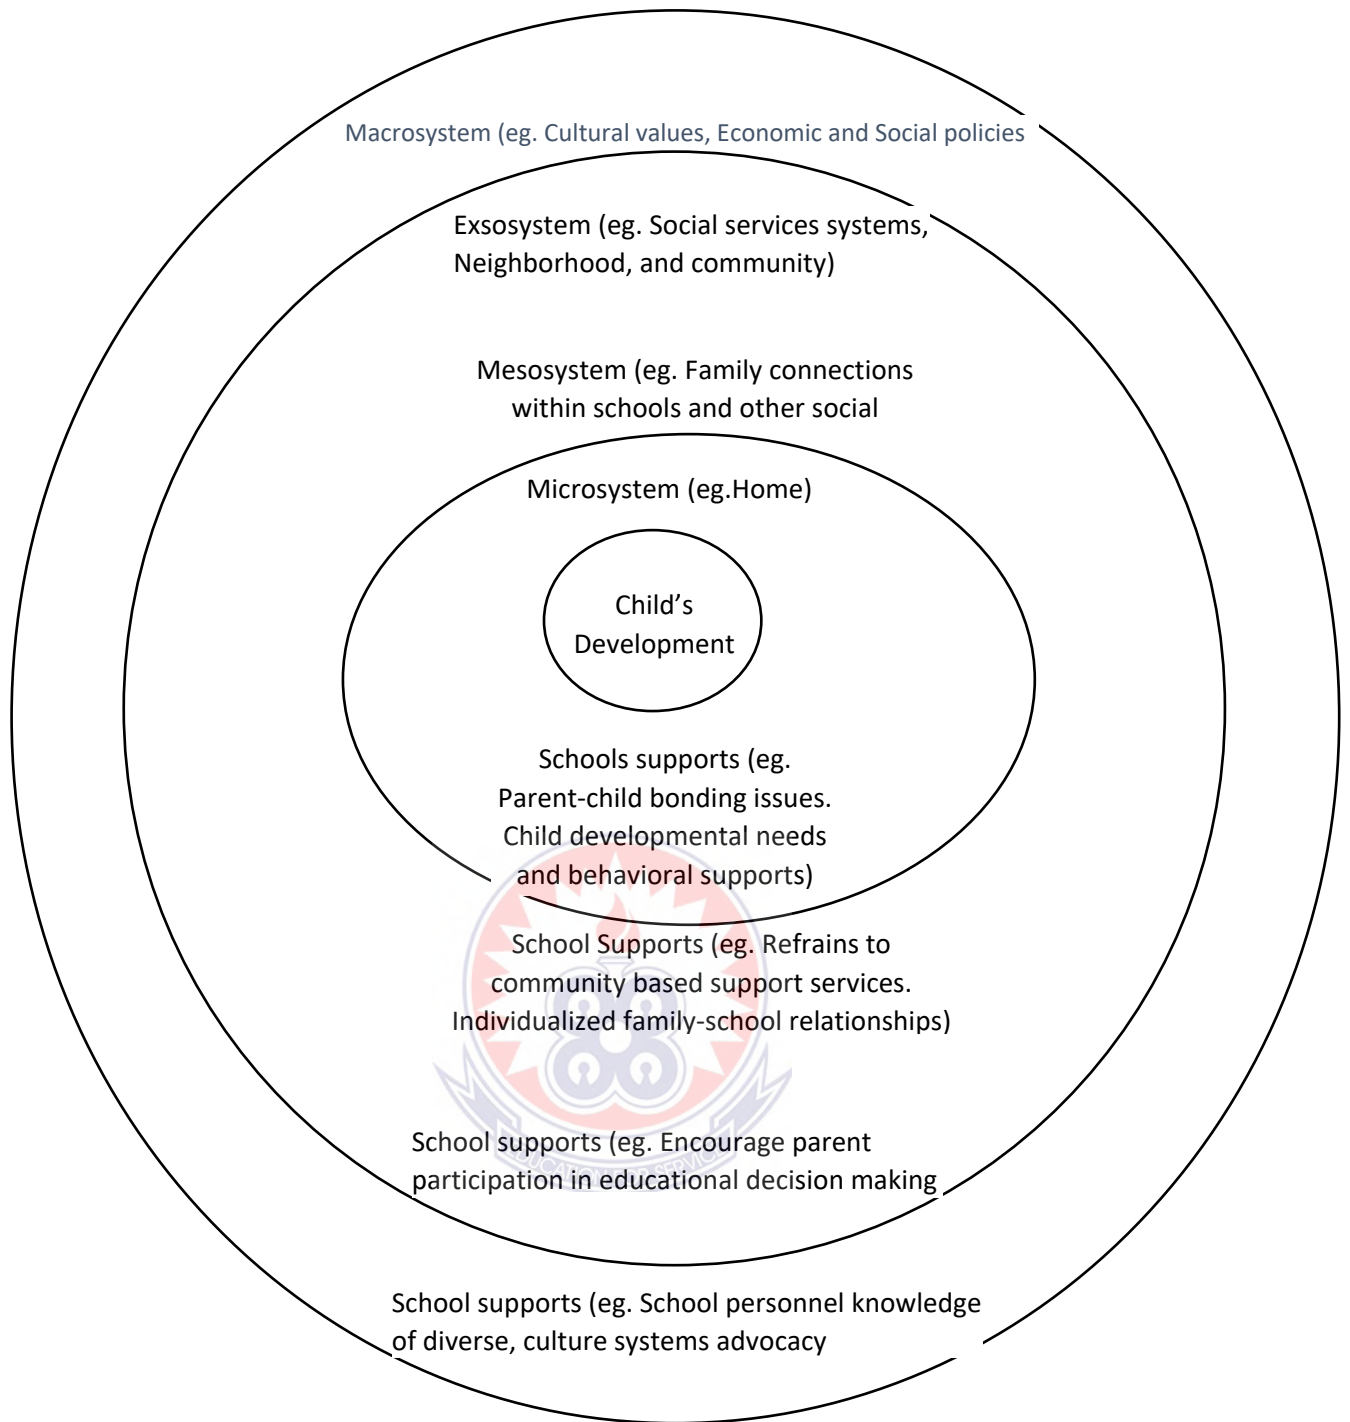 Macrosystem (eg. Cultural values, Economic and Social policies
Exsosystem (eg. Social services systems,
Neighborhood, and community)
Mesosystem (eg. Family connections
within schools and other social
Microsystem (eg.Home)
Child’s
Development
Schools supports (eg.
Parent-child bonding issues.
Child developmental needs
and behavioral supports)
School Supports (eg. Refrains to
community based support services.
Individualized family-school relationships)
School supports (eg. Encourage parent
participation in educational decision making
EDUCATION FOR SERVICE
School supports (eg. School personnel knowledge
of diverse, culture systems advocacy